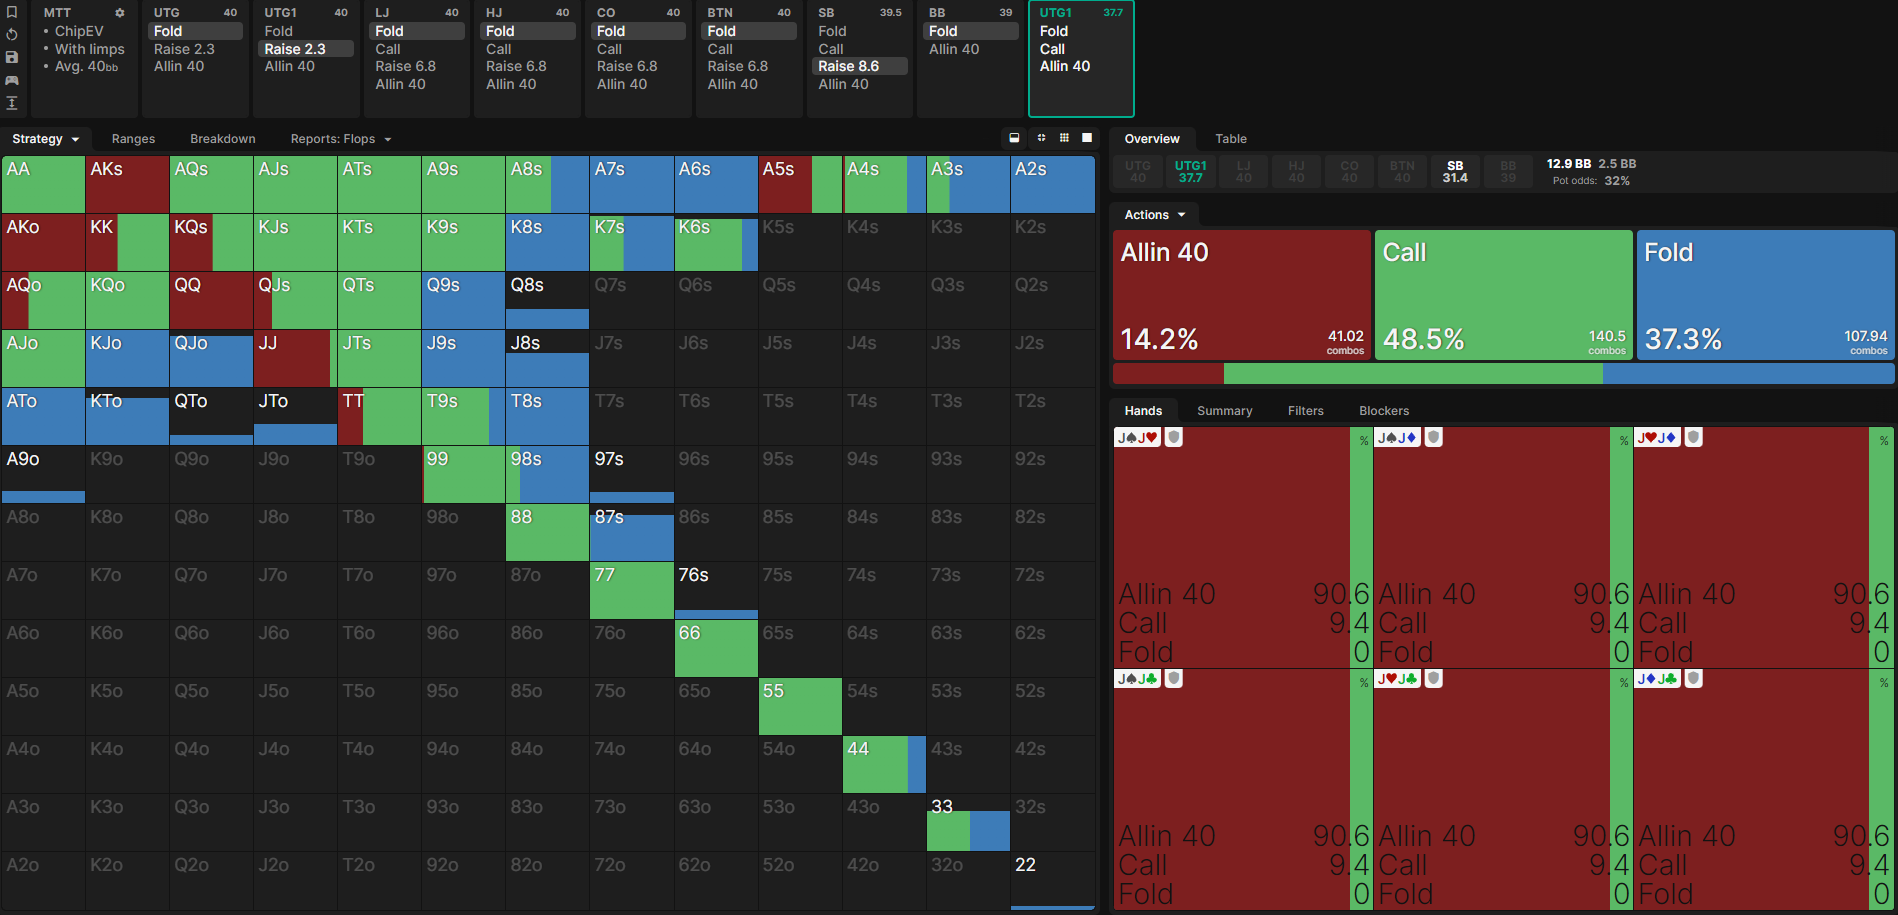 MTT
• ChipEV
• With limps
• Avg. 40bb
UTG 40
Fold
Raise 2.3
Allin 40
UTG1 40
Fold
Raise 2.3
Allin 40
LJ 40
Fold
Call
Raise 6.8
Allin 40
HJ 40
Fold
Call
Raise 6.8
Allin 40
CO 40
Fold
Call
Raise 6.8
Allin 40
BTN 40
Fold
Call
Raise 6.8
Allin 40
SB 39.5
Fold
Call
Raise 8.6
Allin 40
BB 39
Fold
Allin 40
UTG1 37.7
Fold
Call
Allin 40
Strategy Ranges Breakdown Reports: Flops
AA AKs AQs AJs ATs A9s A8s A7s A6s A5s A4s A3s A2s
AKo KK KQs KJs KTs K9s K8s K7s K6s K5s K4s K3s K2s
AQo KQo QQ QJs QTs Q9s Q8s Q7s Q6s Q5s Q4s Q3s Q2s
AJo KJo QJo JJ JTs J9s J8s J7s J6s J5s J4s J3s J2s
ATo KTo QTo JTo TT T9s T8s T7s T6s T5s T4s T3s T2s
A9o K9o Q9o J9o T9o 99 98s 97s 96s 95s 94s 93s 92s
A8o K8o Q8o J8o T8o 98o 88 87s 86s 85s 84s 83s 82s
A7o K7o Q7o J7o T7o 97o 87o 77 76s 75s 74s 73s 72s
A6o K6o Q6o J6o T6o 96o 86o 76o 66 65s 64s 63s 62s
A5o K5o Q5o J5o T5o 95o 85o 75o 65o 55 54s 53s 52s
A4o K4o Q4o J4o T4o 94o 84o 74o 64o 54o 44 43s 42s
A3o K3o Q3o J3o T3o 93o 83o 73o 63o 53o 43o 33 32s
A2o K2o Q2o J2o T2o 92o 82o 72o 62o 52o 42o 32o 22
Overview Table
UTG UTG1 LJ HJ CO BTN SB BB
40 37.7 40 40 40 40 31.4 39
12.9 BB 2.5 BB
Pot odds: 32%
Actions
Allin 40 Call Fold
14.2% 41.02 combos 48.5% 140.5 combos 37.3% 107.94 combos
Hands Summary Filters Blockers
J♠J♥ % J♠J♦ % J♥J♦ %
Allin 40 90.6 Allin 40 90.6 Allin 40 90.6
Call 9.4 Call 9.4 Call 9.4
Fold 0 Fold 0 Fold 0
J♠J♣ % J♥J♣ % J♦J♣ %
Allin 40 90.6 Allin 40 90.6 Allin 40 90.6
Call 9.4 Call 9.4 Call 9.4
Fold 0 Fold 0 Fold 0